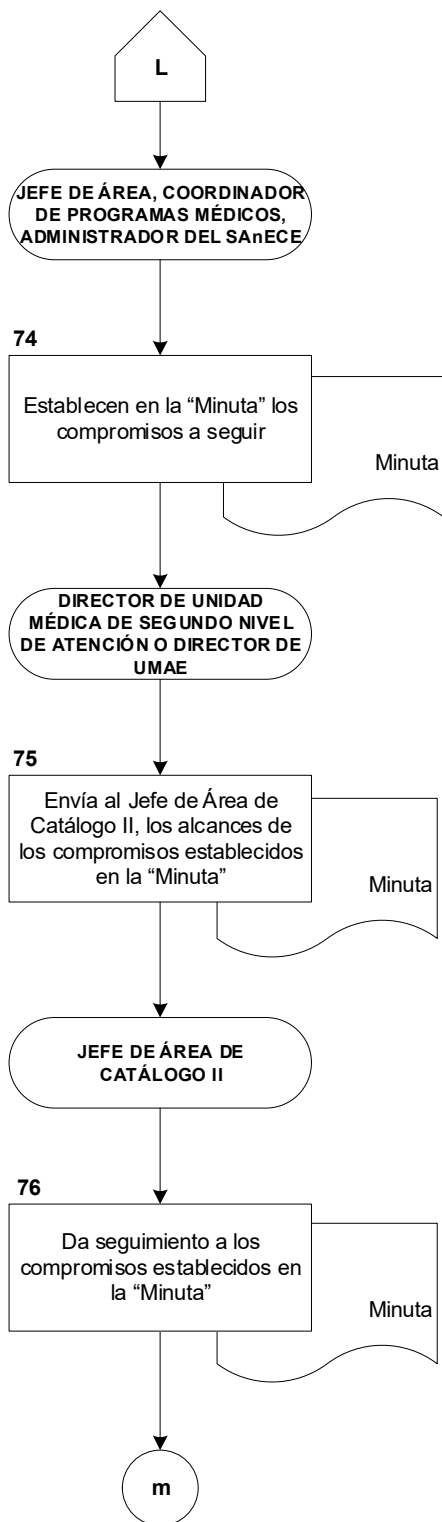 L
JEFE DE ÁREA, COORDINADOR
DE PROGRAMAS MÉDICOS,
ADMINISTRADOR DEL SAnECE
74
Establecen en la “Minuta” los
compromisos a seguir
Minuta
DIRECTOR DE UNIDAD
MÉDICA DE SEGUNDO NIVEL
DE ATENCIÓN O DIRECTOR DE
UMAE
75
Envía al Jefe de Área de
Catálogo II, los alcances de
los compromisos establecidos
en la “Minuta”
Minuta
JEFE DE ÁREA DE
CATÁLOGO II
76
Da seguimiento a los
compromisos establecidos en
la “Minuta”
Minuta
m